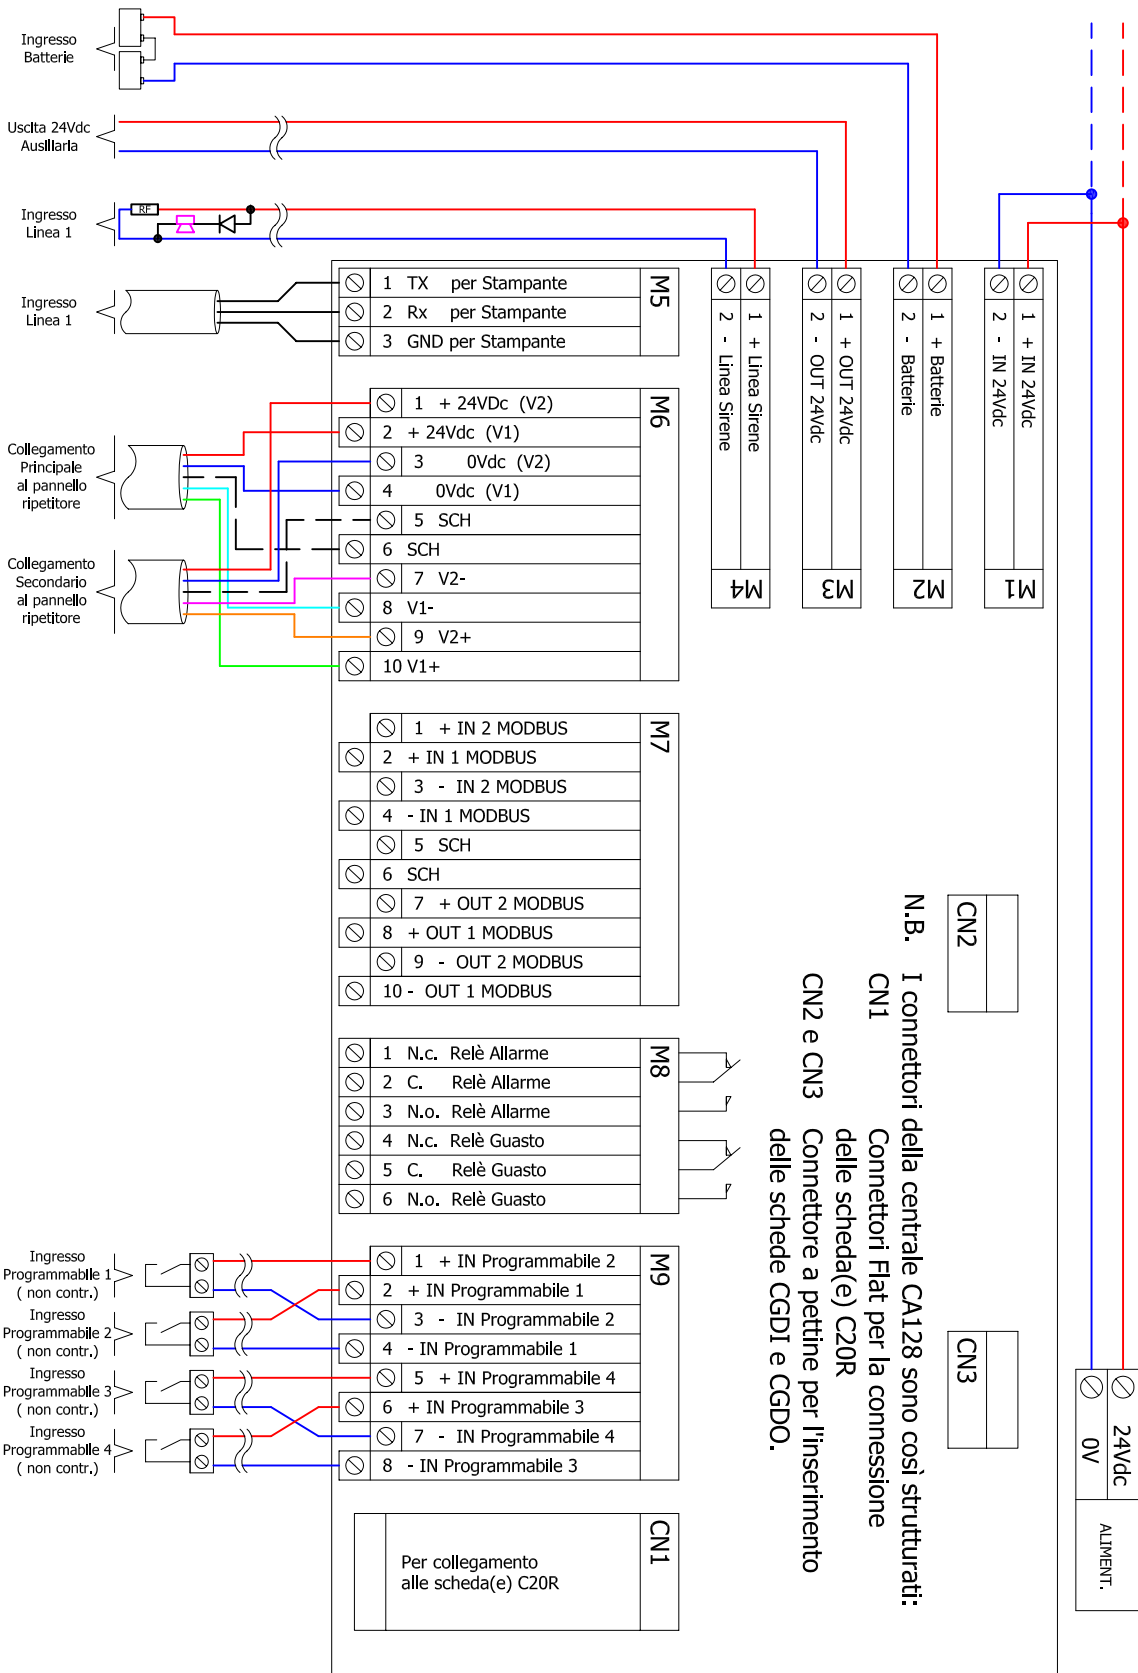 Ingresso
Batterie
Uscita 24Vdc
Ausiliaria
Ingresso
Linea 1
RF
Ingresso
Linea 1
1 TX per Stampante
2 Rx per Stampante
3 GND per Stampante
M5
1 + Linea Sirene
2 - Linea Sirene
M4
1 + OUT 24Vdc
2 - OUT 24Vdc
M3
1 + Batterie
2 - Batterie
M2
1 + IN 24Vdc
2 - IN 24Vdc
M1
Collegamento
Principale
al pannello
ripetitore
Collegamento
Secondario
al pannello
ripetitore
1 + 24VDc (V2)
2 + 24Vdc (V1)
3 0Vdc (V2)
4 0Vdc (V1)
5 SCH
6 SCH
7 V2-
8 V1-
9 V2+
10 V1+
M6
1 + IN 2 MODBUS
2 + IN 1 MODBUS
3 - IN 2 MODBUS
4 - IN 1 MODBUS
5 SCH
6 SCH
7 + OUT 2 MODBUS
8 + OUT 1 MODBUS
9 - OUT 2 MODBUS
10 - OUT 1 MODBUS
M7
1 N.c. Relè Allarme
2 C. Relè Allarme
3 N.o. Relè Allarme
4 N.c. Relè Guasto
5 C. Relè Guasto
6 N.o. Relè Guasto
M8
Ingresso
Programmabile 1
( non contr.)
Ingresso
Programmabile 2
( non contr.)
Ingresso
Programmabile 3
( non contr.)
Ingresso
Programmabile 4
( non contr.)
1 + IN Programmabile 2
2 + IN Programmabile 1
3 - IN Programmabile 2
4 - IN Programmabile 1
5 + IN Programmabile 4
6 + IN Programmabile 3
7 - IN Programmabile 4
8 - IN Programmabile 3
M9
Per collegamento
alle scheda(e) C20R
CN1
CN2
CN3
N.B. I connettori della centrale CA128 sono così strutturati:
CN1 Connettori Flat per la connessione
delle scheda(e) C20R
CN2 e CN3 Connettore a pettine per l'inserimento
delle schede CGDI e CGDO.
24Vdc
0V
ALIMENT.